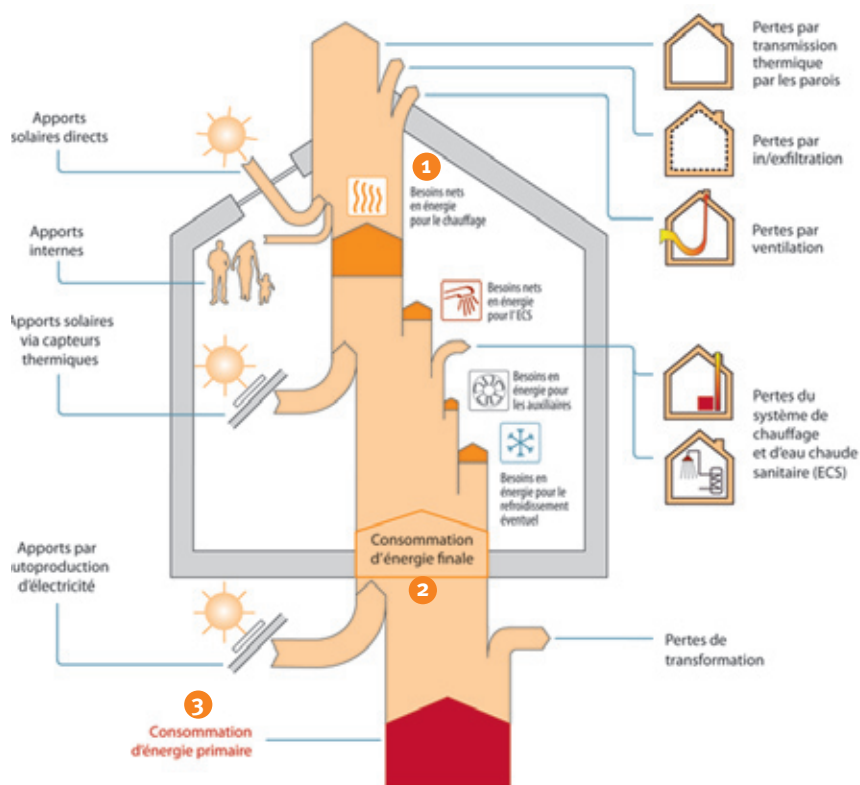 Apports
solaires directs
Apports
internes
Apports solaires
via capteurs
thermiques
Apports par
autoproduction
d'électricité
3
Consommation
d'énergie primaire
1
Besoins nets
en énergie
pour le chauffage
Besoins nets
en énergie
pour l'ECS
Besoins en
énergie pour
les auxiliaires
Besoins en
énergie pour le
refroidissement
éventuel
Consommation
d'énergie finale
2
Pertes par
transmission
thermique
par les parois
Pertes par
in/exfiltration
Pertes par
ventilation
Pertes du
système de
chauffage
et d'eau chaude
sanitaire (ECS)
Pertes de
transformation